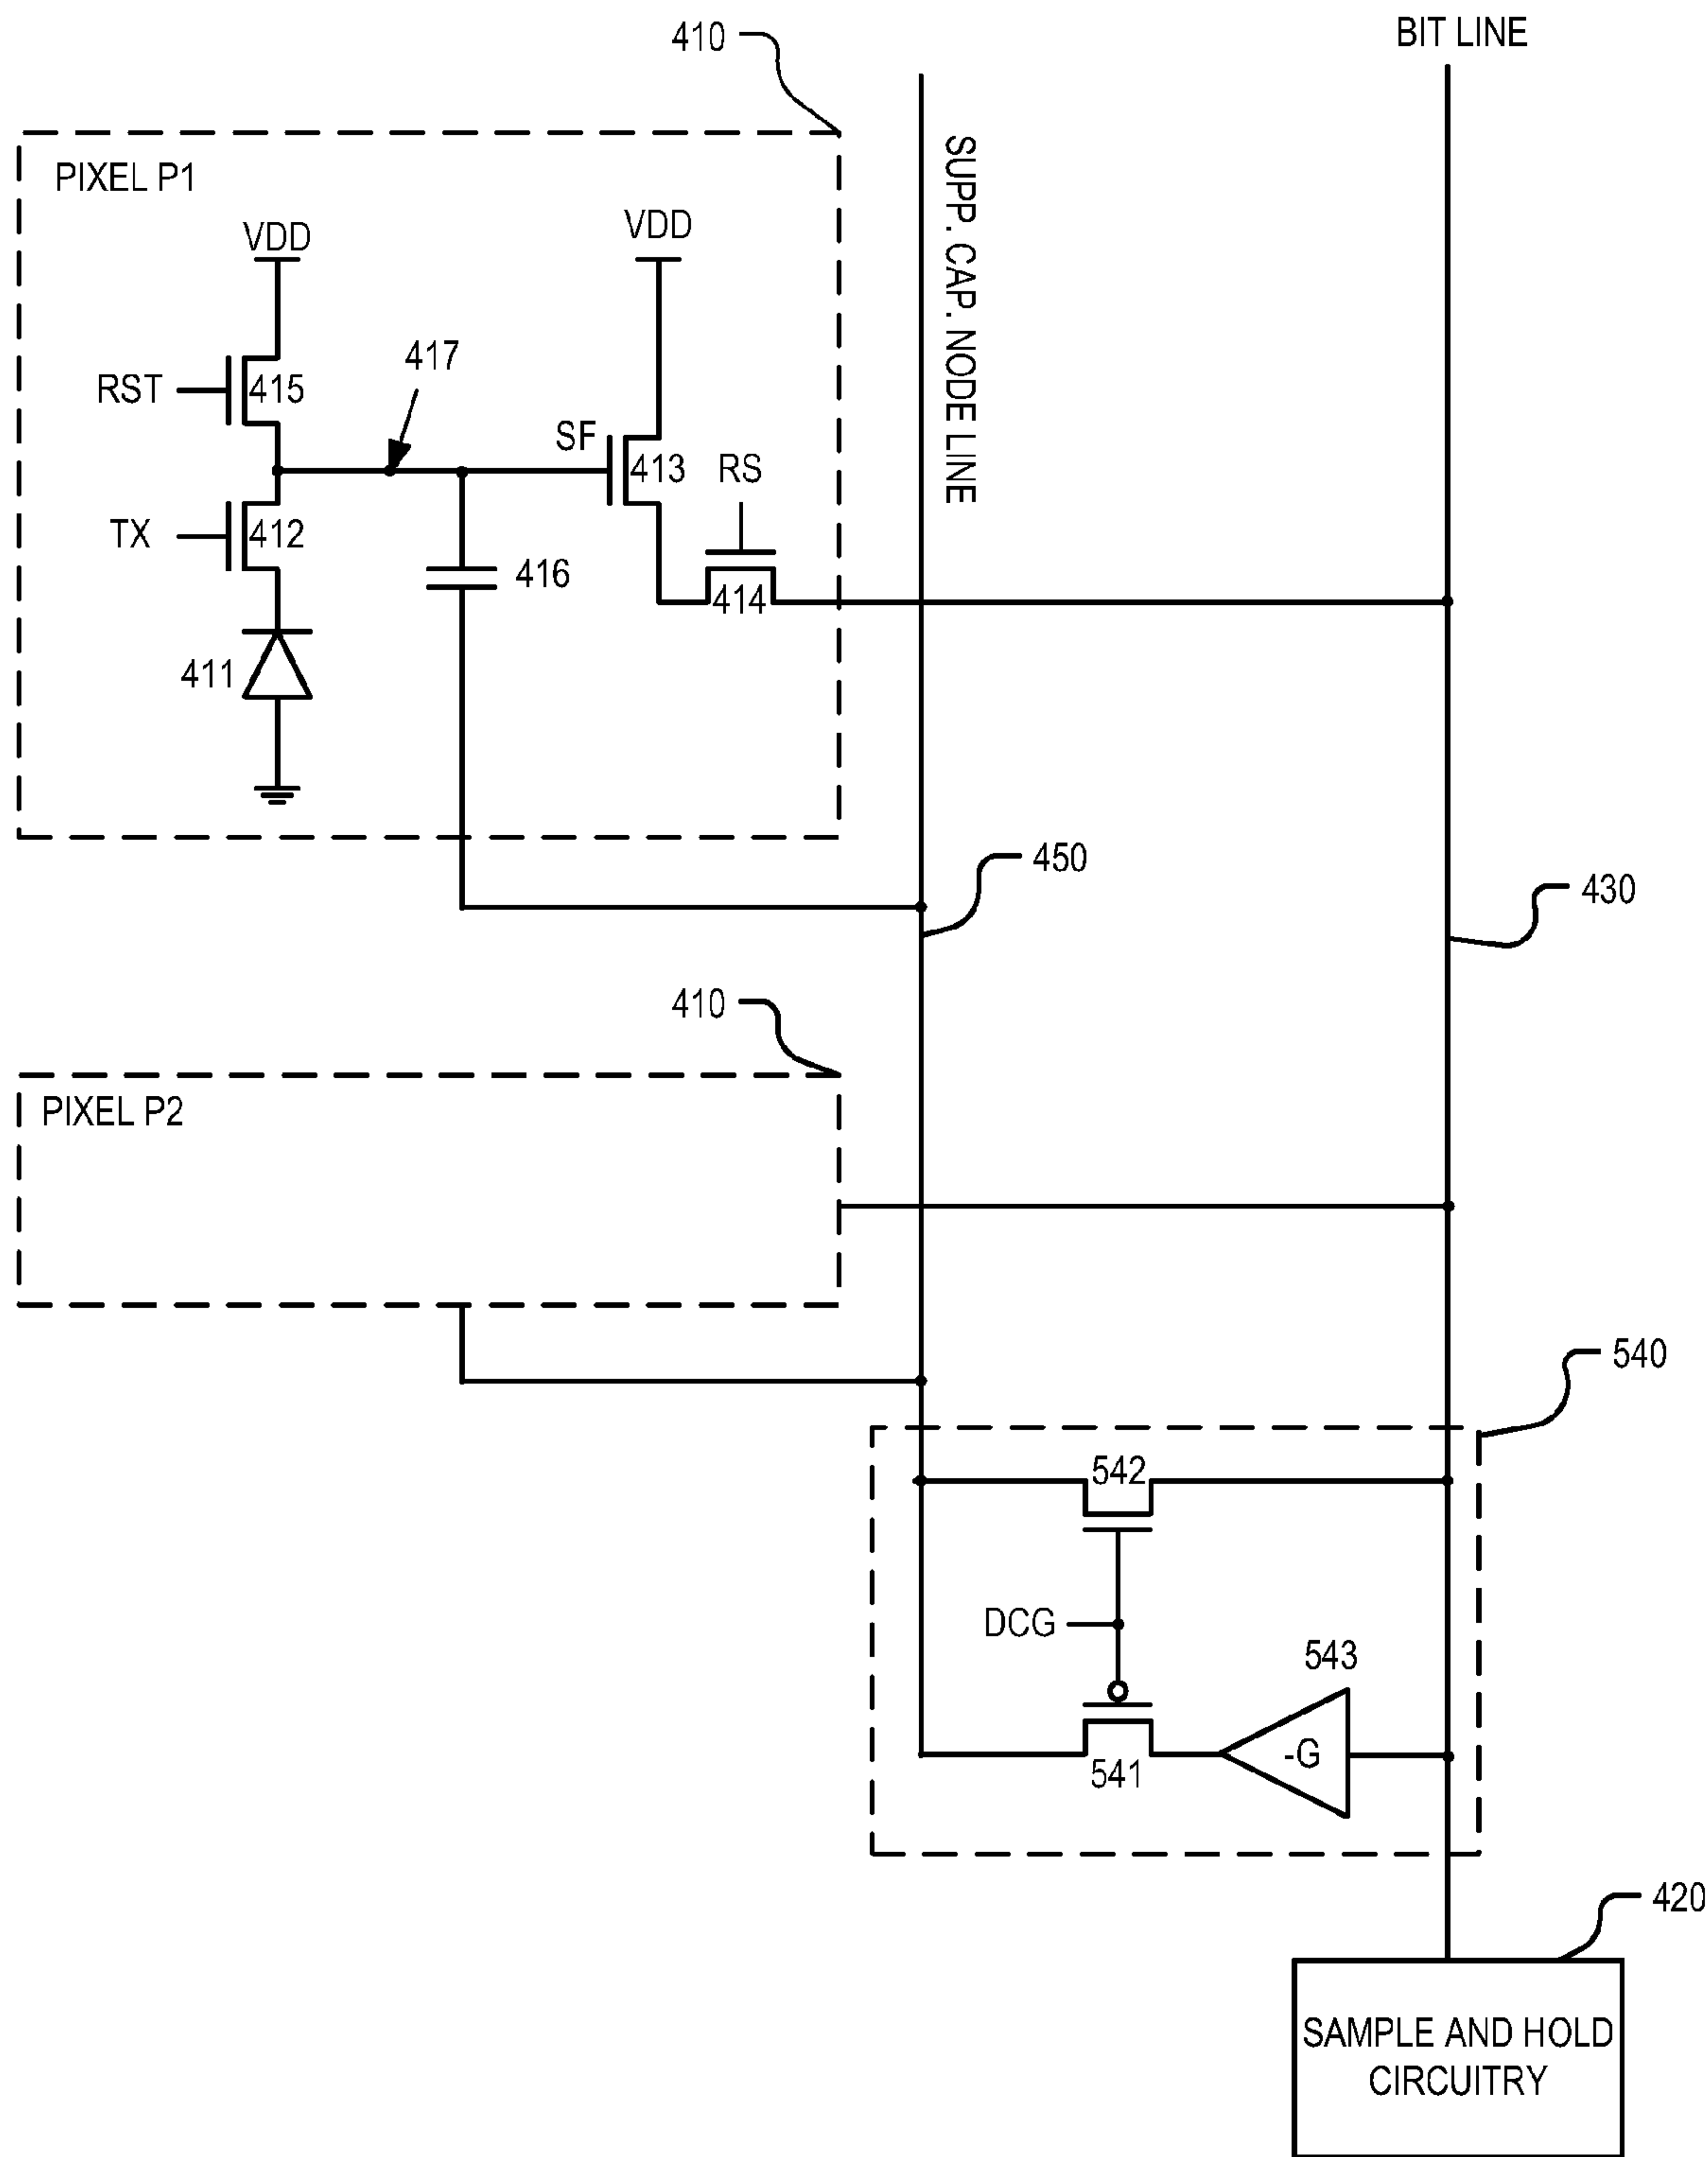 410
BIT LINE
PIXEL P1
VDD
VDD
SUPP. CAP. NODE LINE
RST
415
417
SF
413
RS
TX
412
416
414
411
450
430
410
PIXEL P2
540
542
DCG
543
-G
541
420
SAMPLE AND HOLD
CIRCUITRY